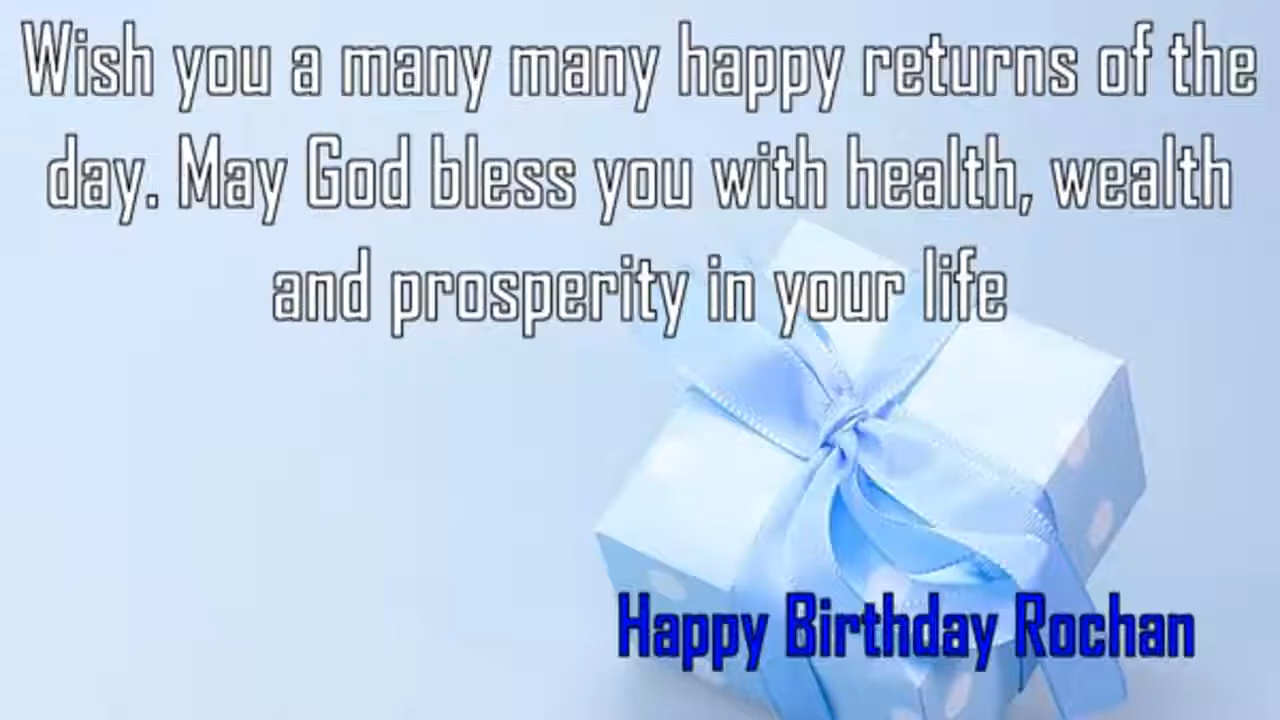 Wish you a many many happy returns of the
day. May God bless you with health, wealth
and prosperity in your life
Happy Birthday Rochan